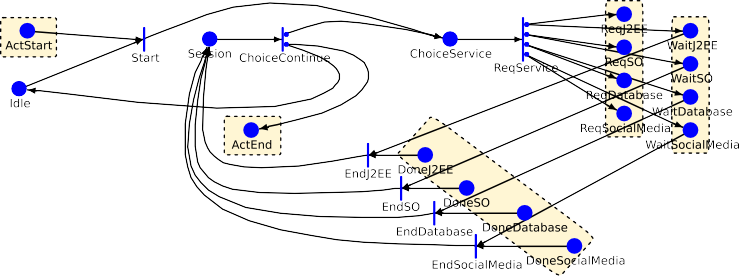 ActStart
Start
Idle
Session
ChoiceContinue
ActEnd
ChoiceService
ReqService
ReqJ2EE
ReqSO
ReqDatabase
ReqSocialMedia
WaitJ2EE
WaitSO
WaitDatabase
WaitSocialMedia
EndJ2EE
DoneJ2EE
EndSO
DoneSO
EndDatabase
DoneDatabase
EndSocialMedia
DoneSocialMedia